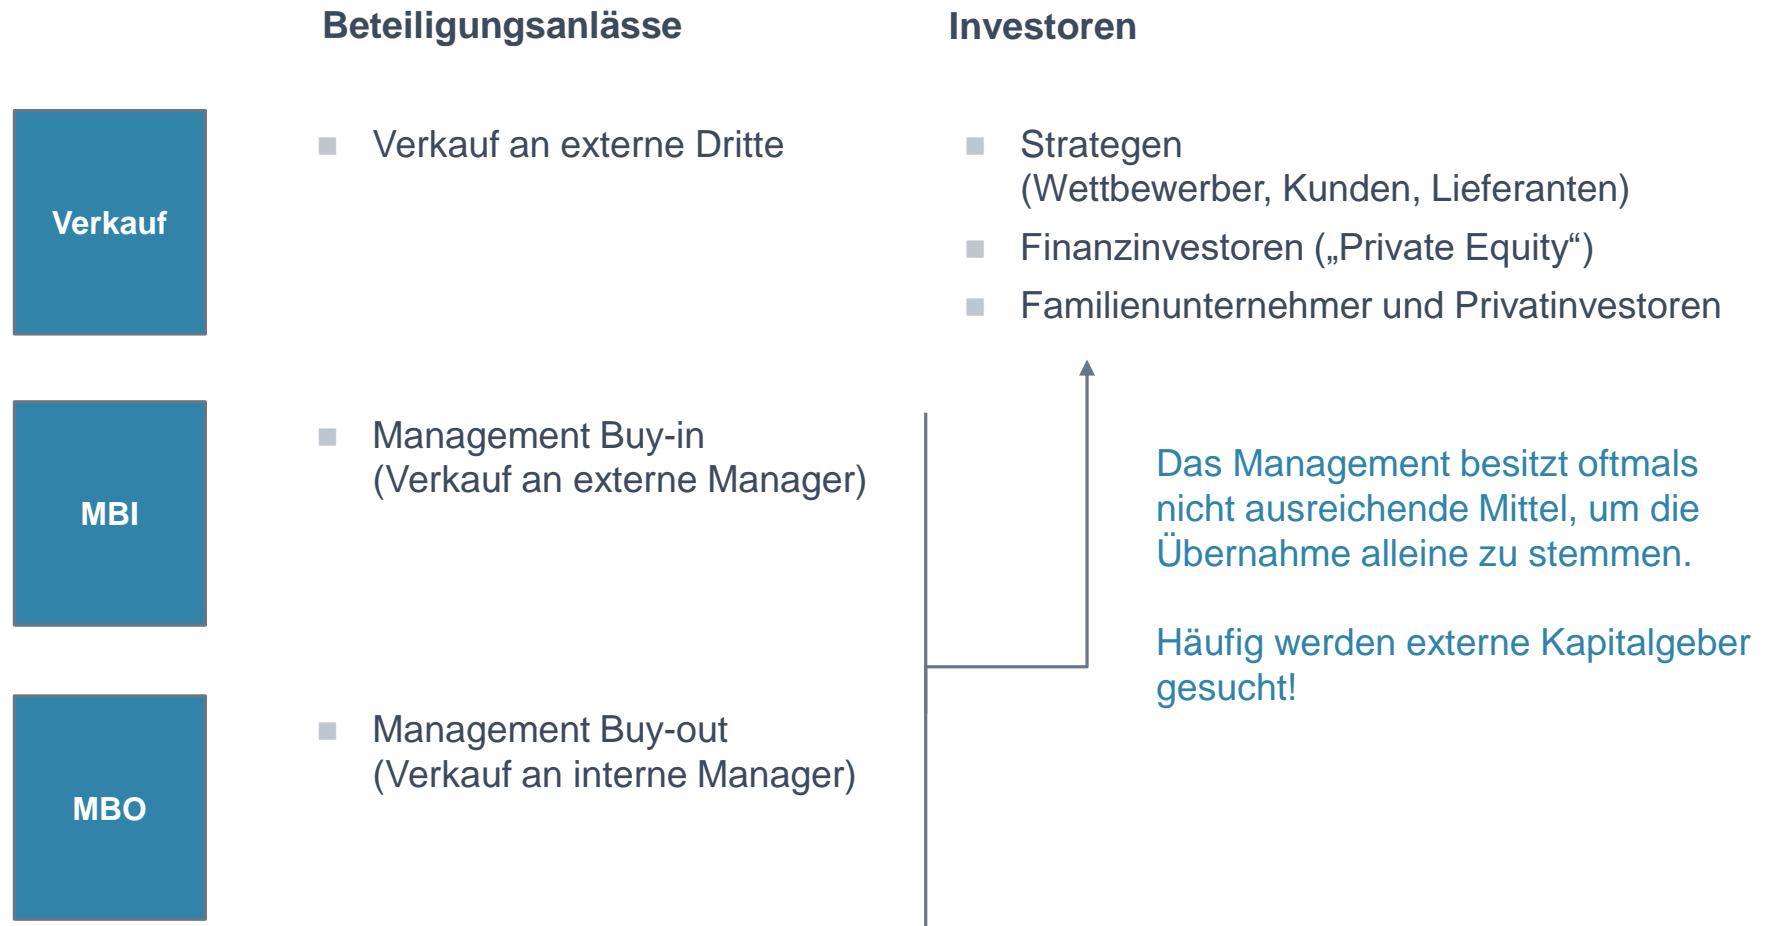 Beteiligungsanlässe
Investoren
Verkauf
Verkauf an externe Dritte
Strategen
(Wettbewerber, Kunden, Lieferanten)
Finanzinvestoren („Private Equity“)
Familienunternehmer und Privatinvestoren
MBI
Management Buy-in
(Verkauf an externe Manager)
Das Management besitzt oftmals
nicht ausreichende Mittel, um die
Übernahme alleine zu stemmen.
Häufig werden externe Kapitalgeber
gesucht!
MBO
Management Buy-out
(Verkauf an interne Manager)